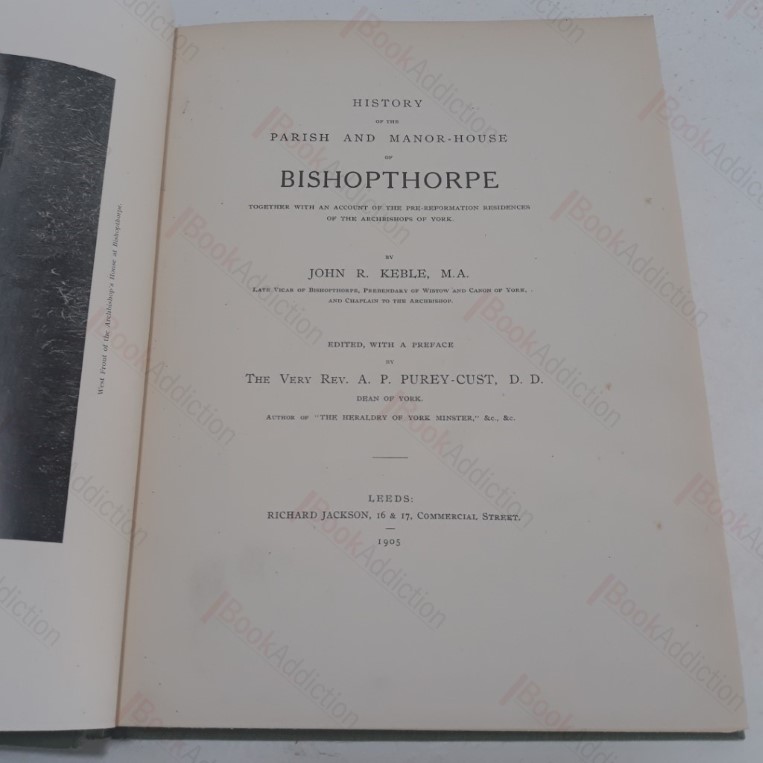 West Front of the Archbishop's House at Bishopthorpe.
HISTORY
OF THE
PARISH AND MANOR-HOUSE
OF
BISHOPTHORPE
TOGETHER WITH AN ACCOUNT OF THE PRE-REFORMATION RESIDENCES
OF THE ARCHBISHOPS OF YORK.
BY
JOHN R. KEBLE, M.A.
LATE VICAR OF BISHOPTHORPE, PREBENDARY OF WISTOW AND CANON OF YORK,
AND CHAPLAIN TO THE ARCHBISHOP.
EDITED, WITH A PREFACE
BY
THE VERY REV. A. P. PUREY-CUST, D. D.
DEAN OF YORK.
AUTHOR OF "THE HERALDRY OF YORK MINSTER," &c., &c.
LEEDS:
RICHARD JACKSON, 16 & 17, COMMERCIAL STREET.
1905
BookAddiction